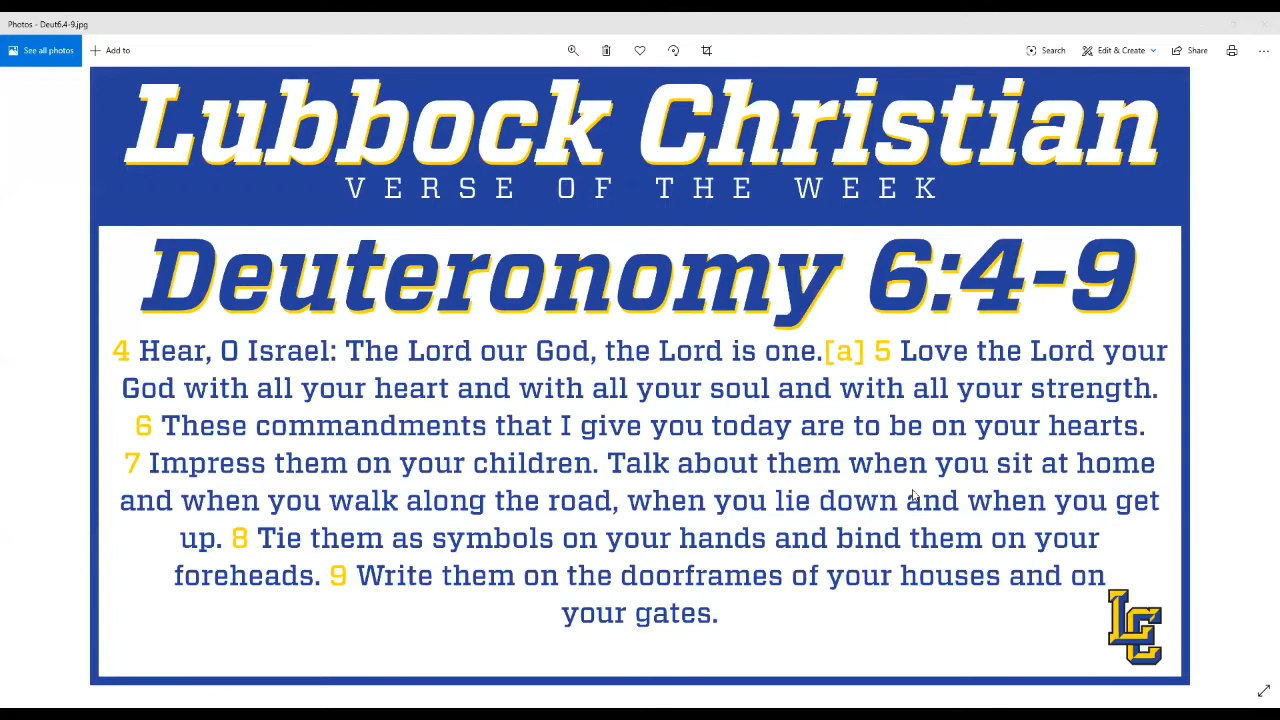 Photos - Deut6.4-9.jpg
See all photos
Add to
Search
Edit & Create
Share
Lubbock Christian
VERSE OF THE WEEK
Deuteronomy 6:4-9
4 Hear, O Israel: The Lord our God, the Lord is one.[a] 5 Love the Lord your
God with all your heart and with all your soul and with all your strength.
6 These commandments that I give you today are to be on your hearts.
7 Impress them on your children. Talk about them when you sit at home
and when you walk along the road, when you lie down and when you get
up. 8 Tie them as symbols on your hands and bind them on your
foreheads. 9 Write them on the doorframes of your houses and on
your gates.
LC